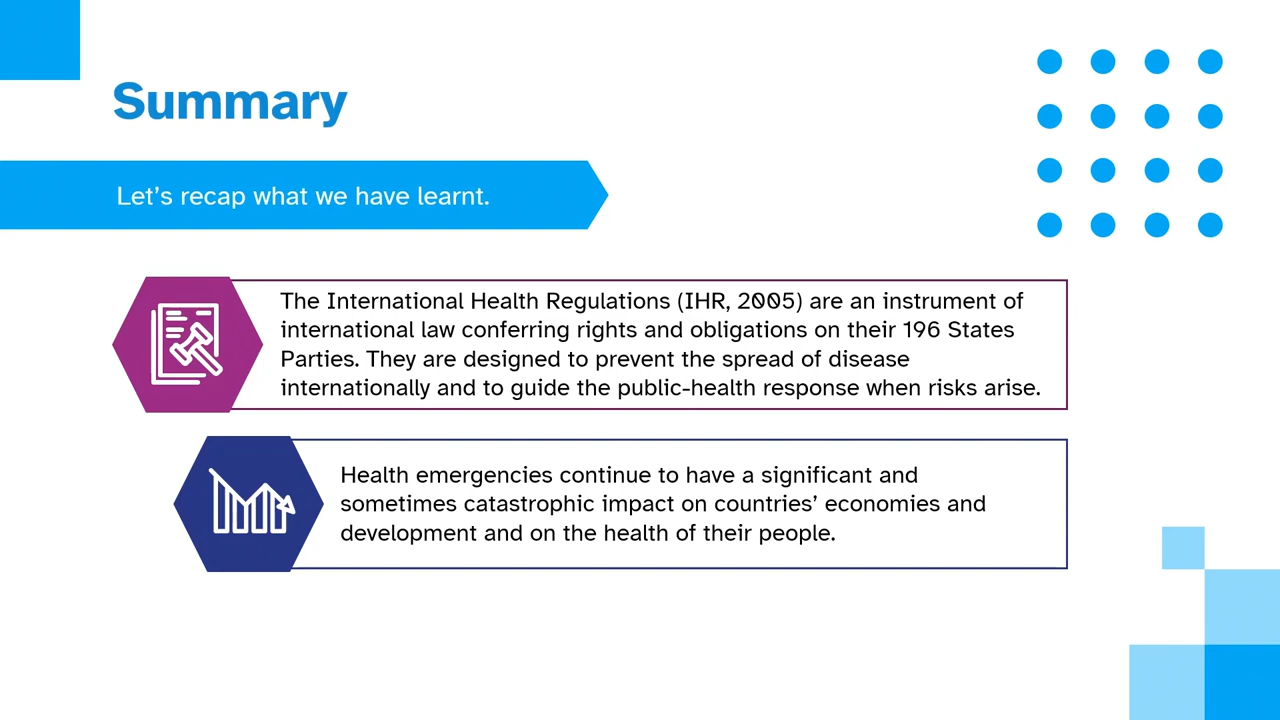 Summary
Let’s recap what we have learnt.
The International Health Regulations (IHR, 2005) are an instrument of
international law conferring rights and obligations on their 196 States
Parties. They are designed to prevent the spread of disease
internationally and to guide the public-health response when risks arise.
Health emergencies continue to have a significant and
sometimes catastrophic impact on countries’ economies and
development and on the health of their people.